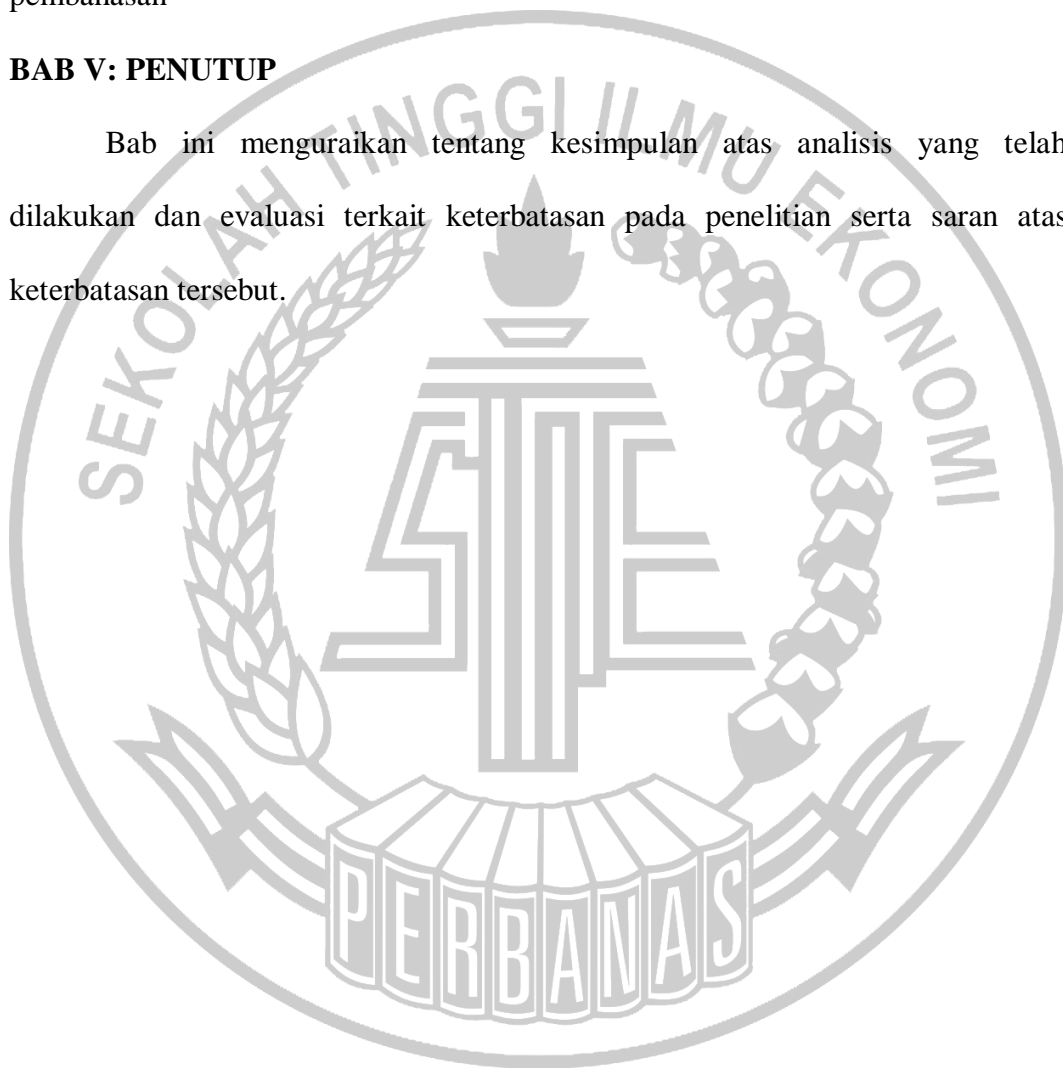 pembahasan
BAB V: PENUTUP
Bab ini menguraikan tentang kesimpulan atas analisis yang telah
dilakukan dan evaluasi terkait keterbatasan pada penelitian serta saran atas
keterbatasan tersebut.
SEKOLAH TINGGI ILMU EKONOMI
STIE
PERBANAS